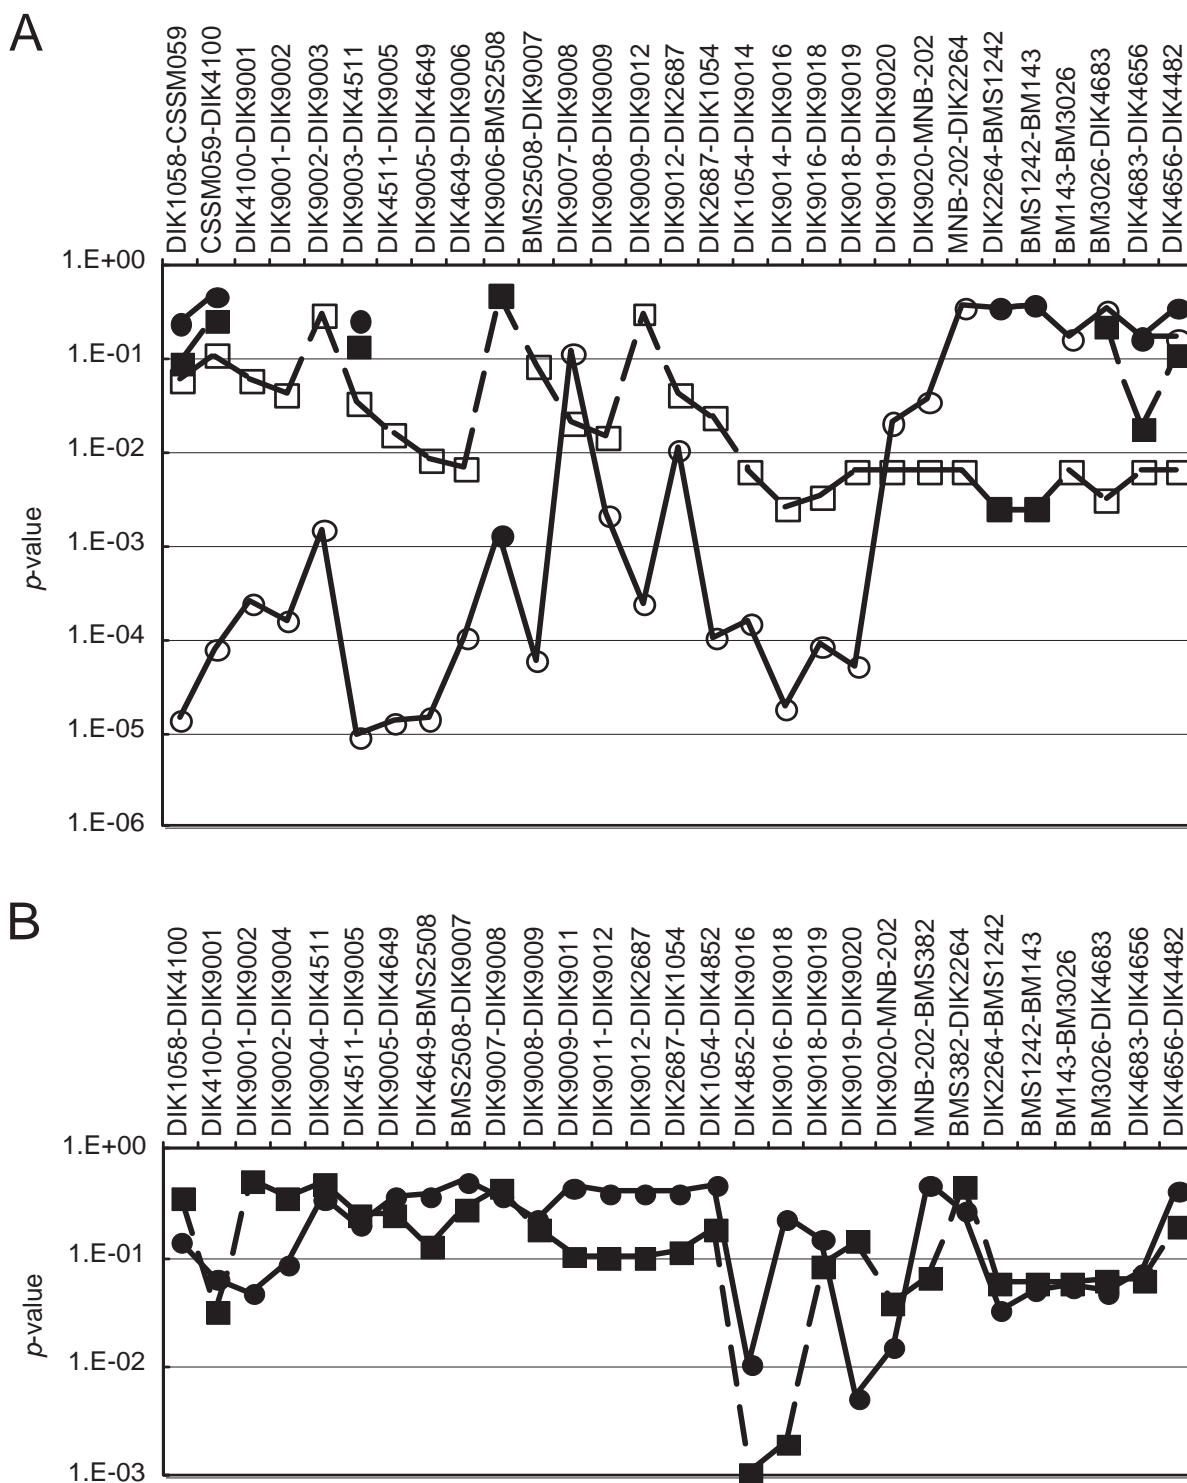 A
DIK1058-CSSM059
CSSM059-DIK4100
DIK4100-DIK9001
DIK9001-DIK9002
DIK9002-DIK9003
DIK9003-DIK4511
DIK4511-DIK9005
DIK9005-DIK4649
DIK4649-DIK9006
DIK9006-BMS2508
BMS2508-DIK9007
DIK9007-DIK9008
DIK9008-DIK9009
DIK9009-DIK9012
DIK9012-DIK2687
DIK2687-DIK1054
DIK1054-DIK9014
DIK9014-DIK9016
DIK9016-DIK9018
DIK9018-DIK9019
DIK9019-DIK9020
DIK9020-MNB-202
MNB-202-DIK2264
DIK2264-BMS1242
BMS1242-BM143
BM143-BM3026
BM3026-DIK4683
DIK4683-DIK4656
DIK4656-DIK4482
1.E+00
1.E-01
1.E-02
1.E-03
1.E-04
1.E-05
1.E-06
p-value
B
DIK1058-DIK4100
DIK4100-DIK9001
DIK9001-DIK9002
DIK9002-DIK9004
DIK9004-DIK4511
DIK4511-DIK9005
DIK9005-DIK4649
DIK4649-BMS2508
BMS2508-DIK9007
DIK9007-DIK9008
DIK9008-DIK9009
DIK9009-DIK9011
DIK9011-DIK9012
DIK9012-DIK2687
DIK2687-DIK1054
DIK1054-DIK4852
DIK4852-DIK9016
DIK9016-DIK9018
DIK9018-DIK9019
DIK9019-DIK9020
DIK9020-MNB-202
MNB-202-BMS382
BMS382-DIK2264
DIK2264-BMS1242
BMS1242-BM143
BM143-BM3026
BM3026-DIK4683
DIK4683-DIK4656
DIK4656-DIK4482
1.E+00
1.E-01
1.E-02
1.E-03
p-value